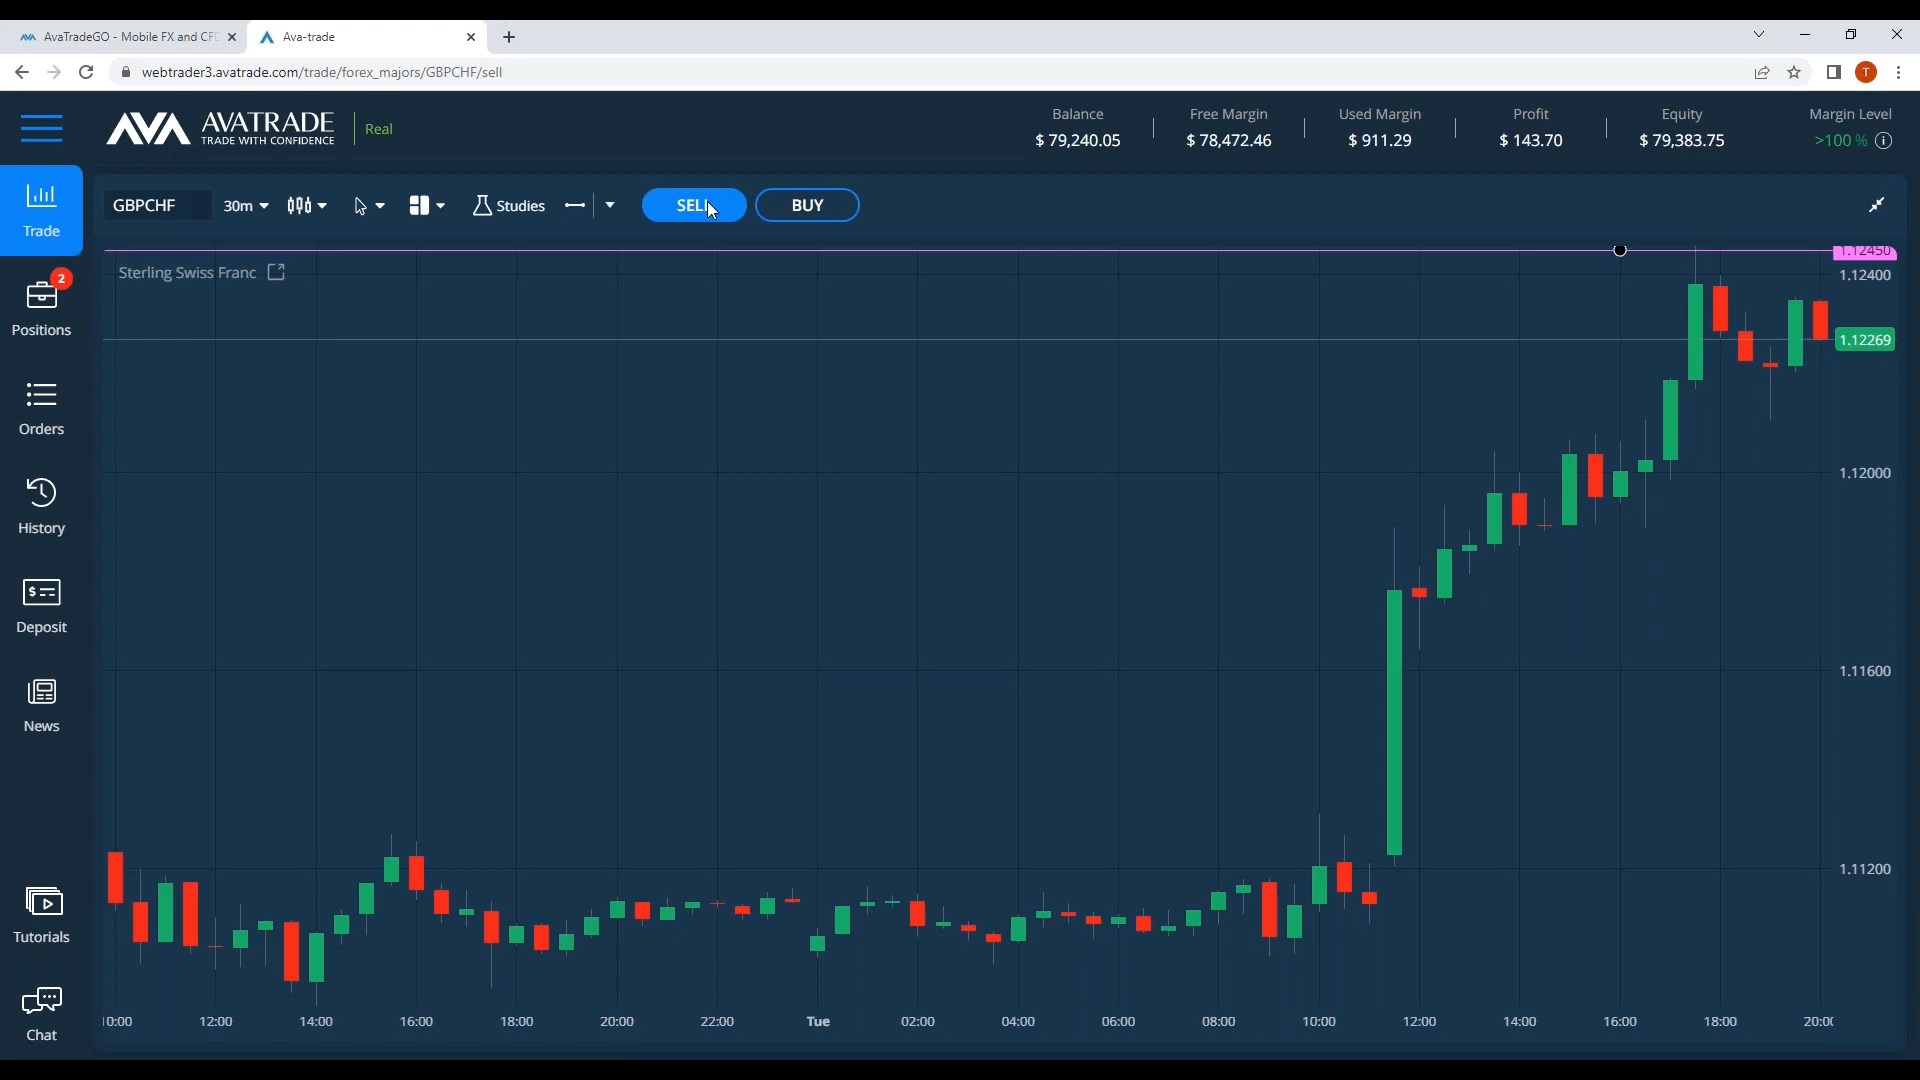 AvaTradeGO - Mobile FX and CFD
Ava-trade
webtrader3.avatrade.com/trade/forex_majors/GBPCHF/sell
T
AVA AVATRADE
TRADE WITH CONFIDENCE
Real
Balance
$ 79,240.05
Free Margin
$ 78,472.46
Used Margin
$ 911.29
Profit
$ 143.70
Equity
$ 79,383.75
Margin Level
>100 %
GBPCHF
30m
Studies
SELL
BUY
Trade
2
Positions
Orders
History
Deposit
News
Tutorials
Chat
Sterling Swiss Franc
1.12450
1.12400
1.12269
1.12000
1.11600
1.11200
10:00 12:00 14:00 16:00 18:00 20:00 22:00 Tue 02:00 04:00 06:00 08:00 10:00 12:00 14:00 16:00 18:00 20:00